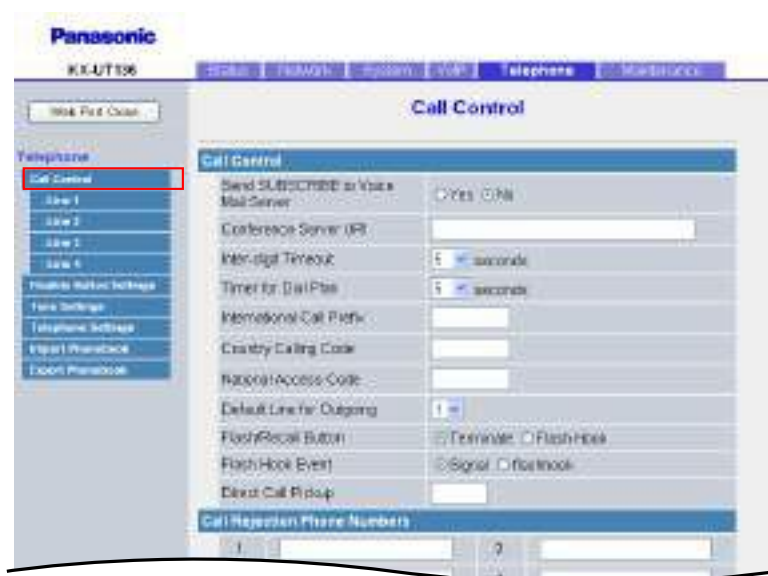 Panasonic
KX-UT136
Status Network System VoIP Telephone Maintenance
Web Port Close
Call Control
Telephone
Call Control
Line 1
Line 2
Line 3
Line 4
Flexible Button Settings
Tone Settings
Telephone Settings
Import Phonebook
Export Phonebook
Call Control
Send SUBSCRIBE to Voice
Mail Server
Yes No
Conference Server URI
Inter-digit Timeout
5 seconds
Timer for Dial Plan
5 seconds
International Call Prefix
Country Calling Code
National Access Code
Default Line for Outgoing
1
Flash/Recall Button
Terminate Flash Hook
Flash Hook Event
Signal flashhook
Direct Call Pickup
Call Rejection Phone Numbers
1 2